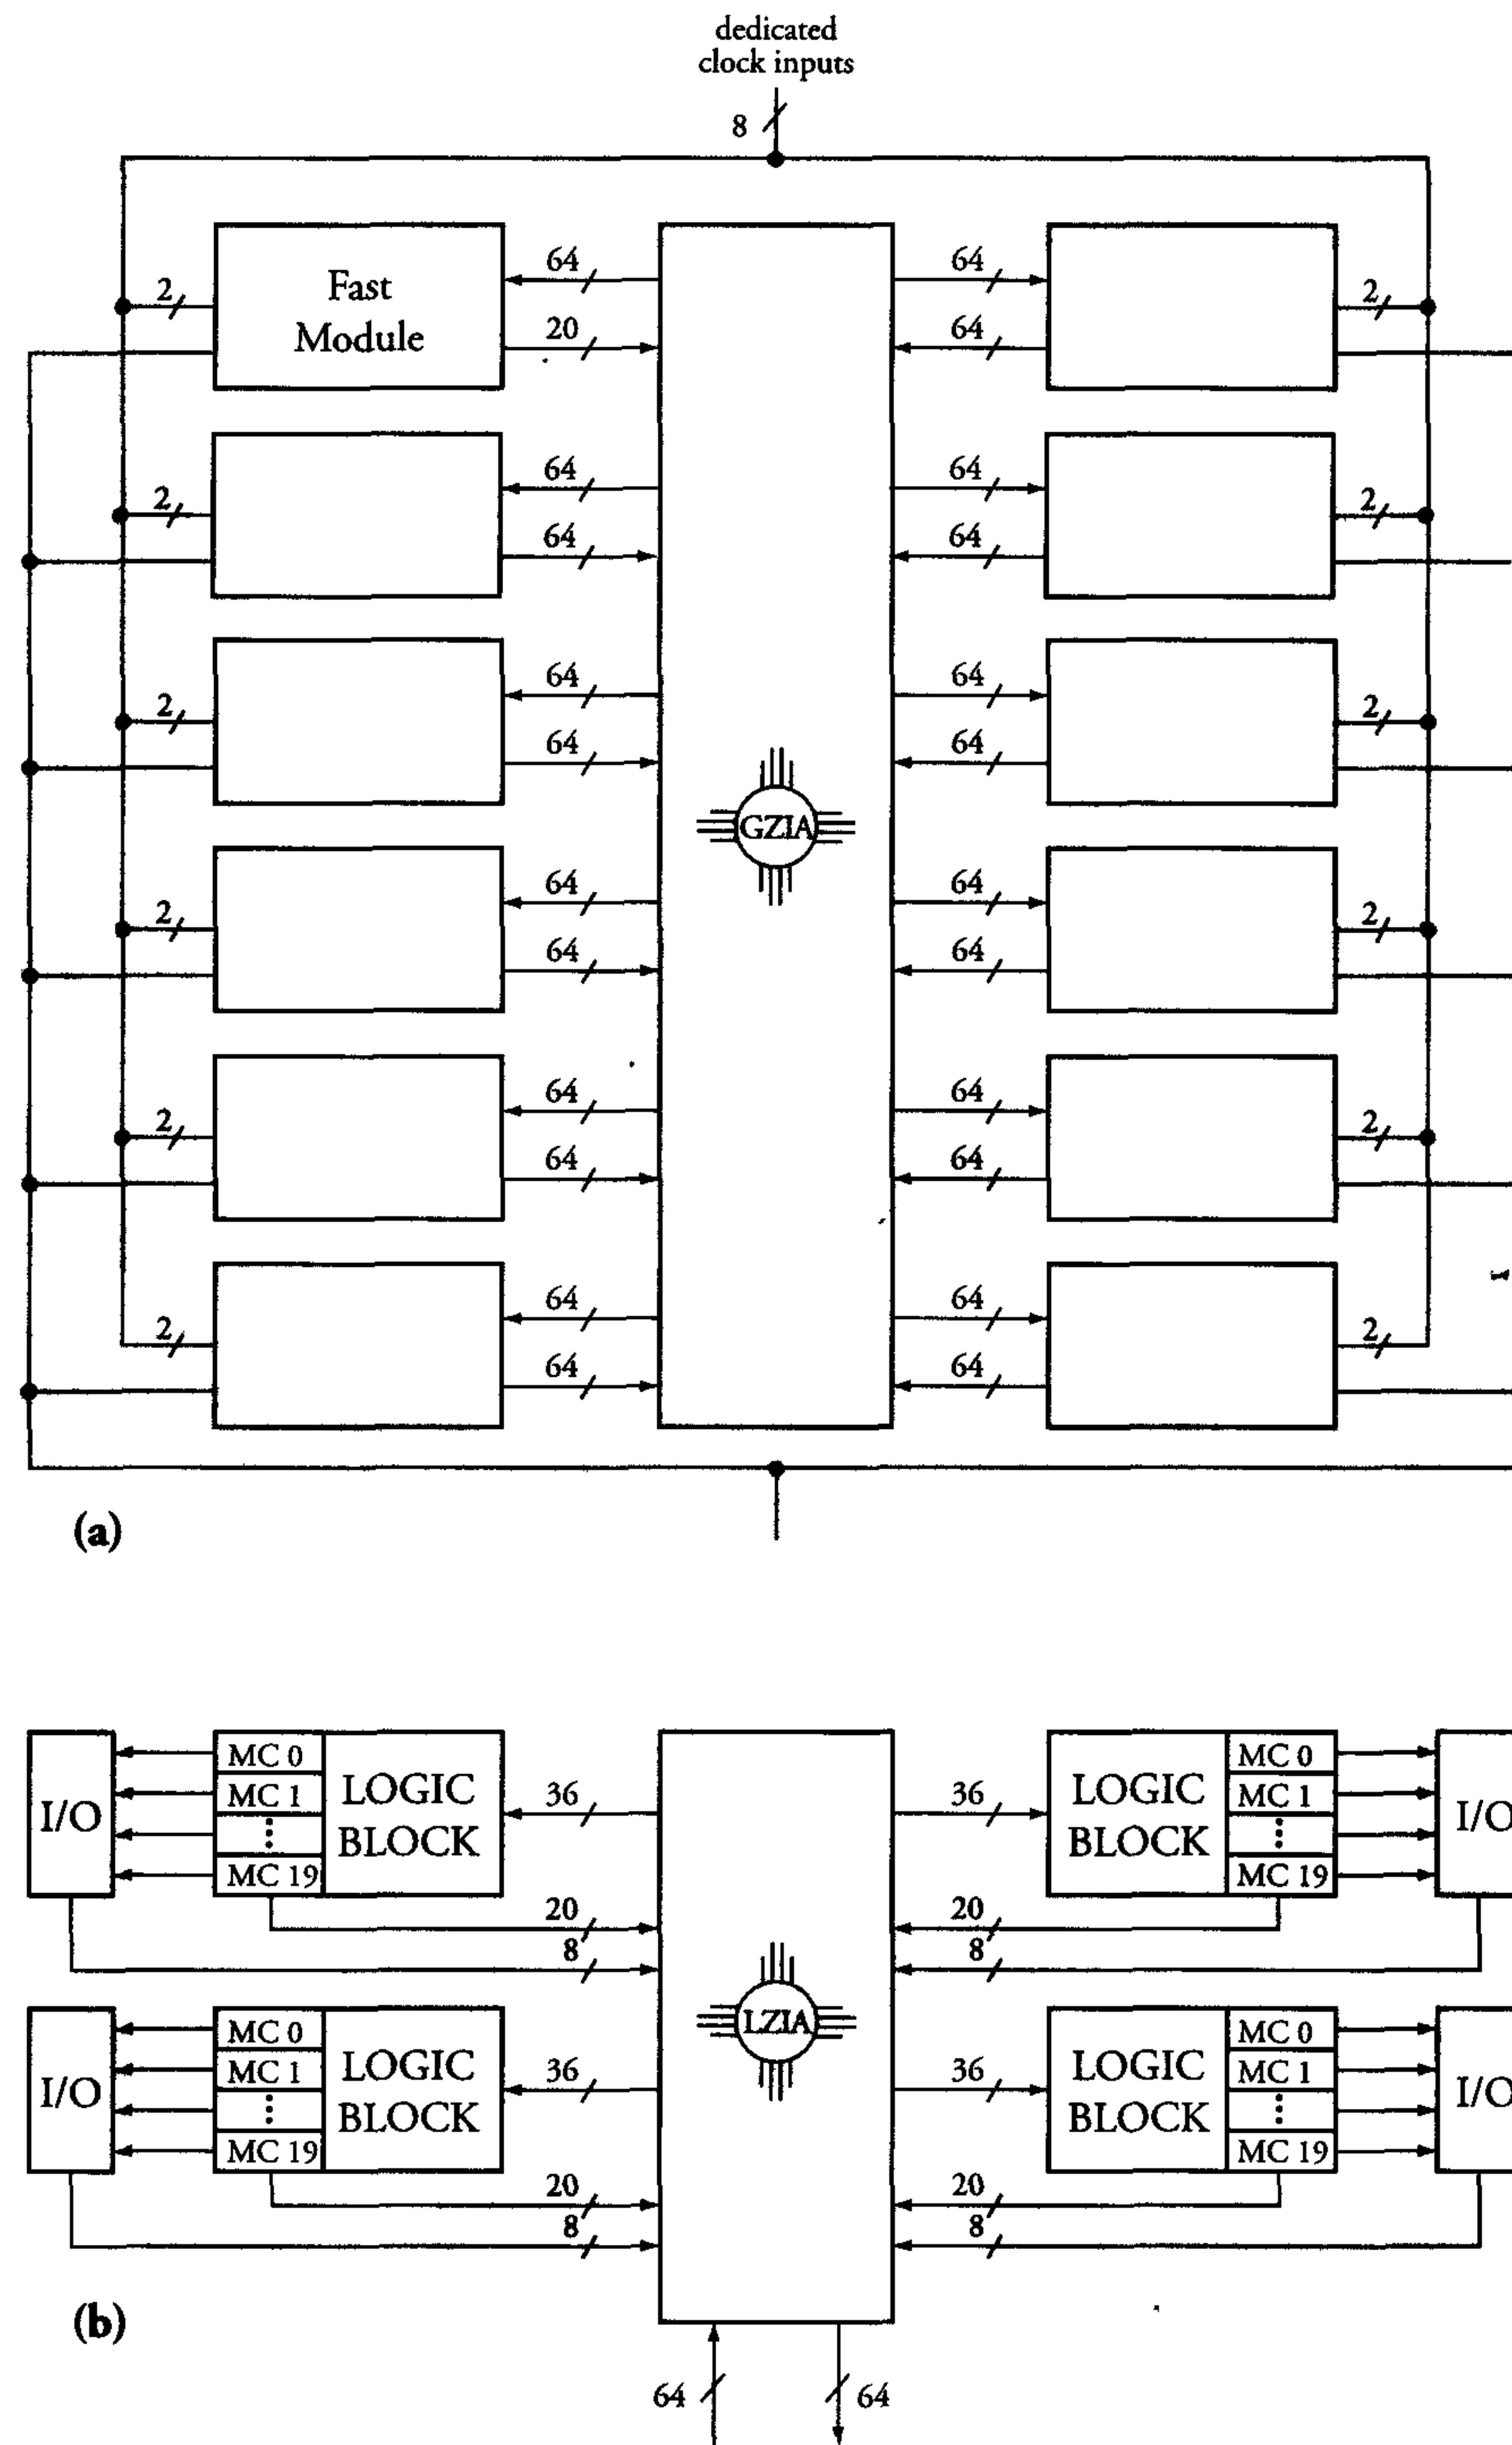 dedicated
clock inputs
8
Fast
Module
2
64
20
64
64
2
2
64
64
64
64
2
2
64
64
64
64
2
GZIA
2
64
64
64
64
2
2
64
64
64
64
2
2
64
64
64
64
2
(a)
I/O
MC 0
MC 1
⋮
MC 19
LOGIC
BLOCK
36
20
8
36
20
8
LOGIC
BLOCK
MC 0
MC 1
⋮
MC 19
I/O
LZIA
I/O
MC 0
MC 1
⋮
MC 19
LOGIC
BLOCK
36
20
8
36
20
8
LOGIC
BLOCK
MC 0
MC 1
⋮
MC 19
I/O
(b)
64
64